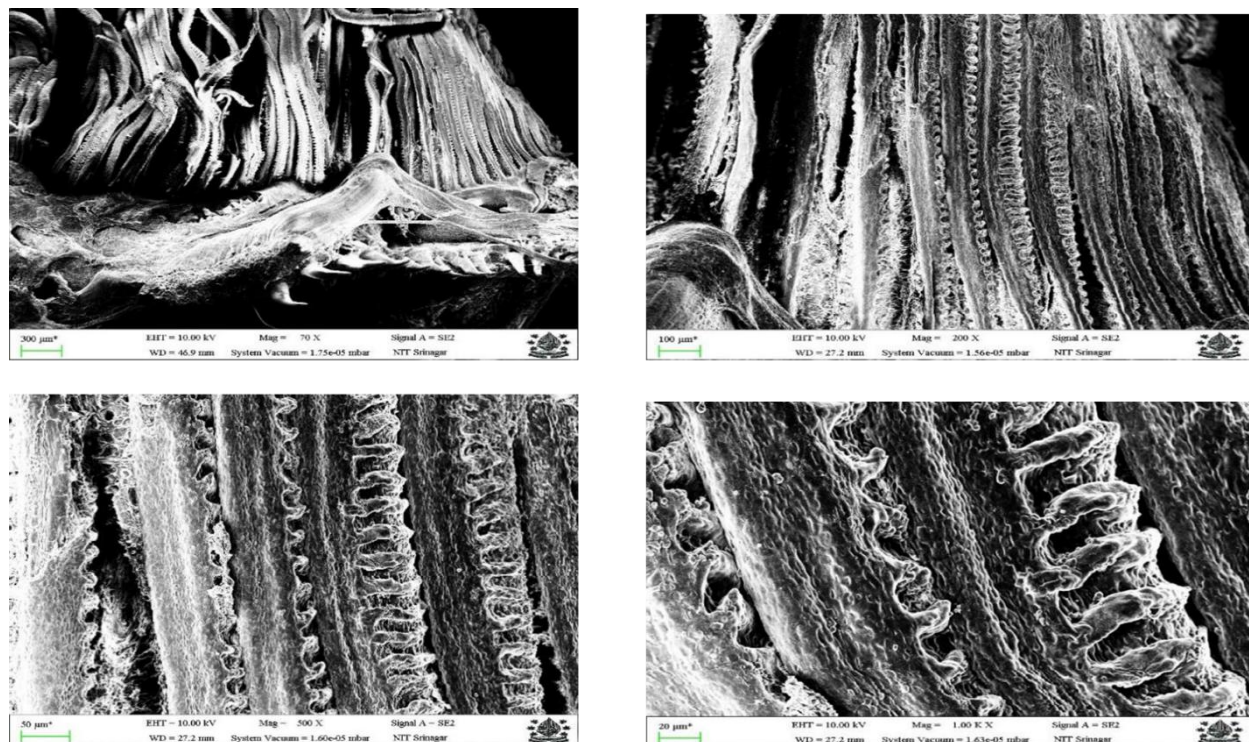 300 µm* EHT = 10.00 kV Mag = 70 X Signal A = SE2
WD = 46.9 mm System Vacuum = 1.75e-05 mbar NIT Srinagar
100 µm* EHT = 10.00 kV Mag = 200 X Signal A = SE2
WD = 27.2 mm System Vacuum = 1.56e-05 mbar NIT Srinagar
50 µm* EHT = 10.00 kV Mag = 500 X Signal A = SE2
WD = 27.2 mm System Vacuum = 1.60e-05 mbar NIT Srinagar
20 µm* EHT = 10.00 kV Mag = 1.00 K X Signal A = SE2
WD = 27.2 mm System Vacuum = 1.63e-05 mbar NIT Srinagar